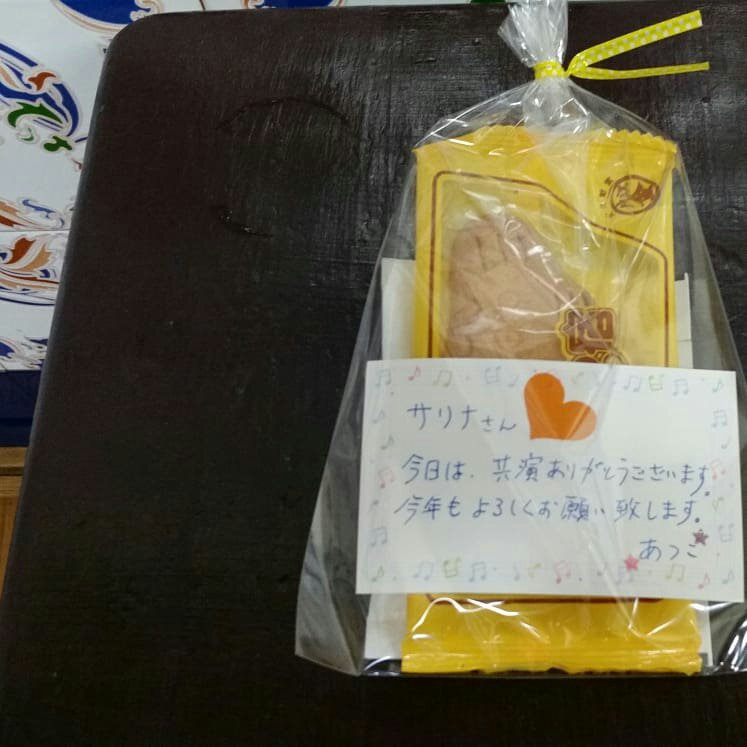 サリナさん
今日は、共演ありがとうございます。
今年もよろしくお願い致します。
あつこ